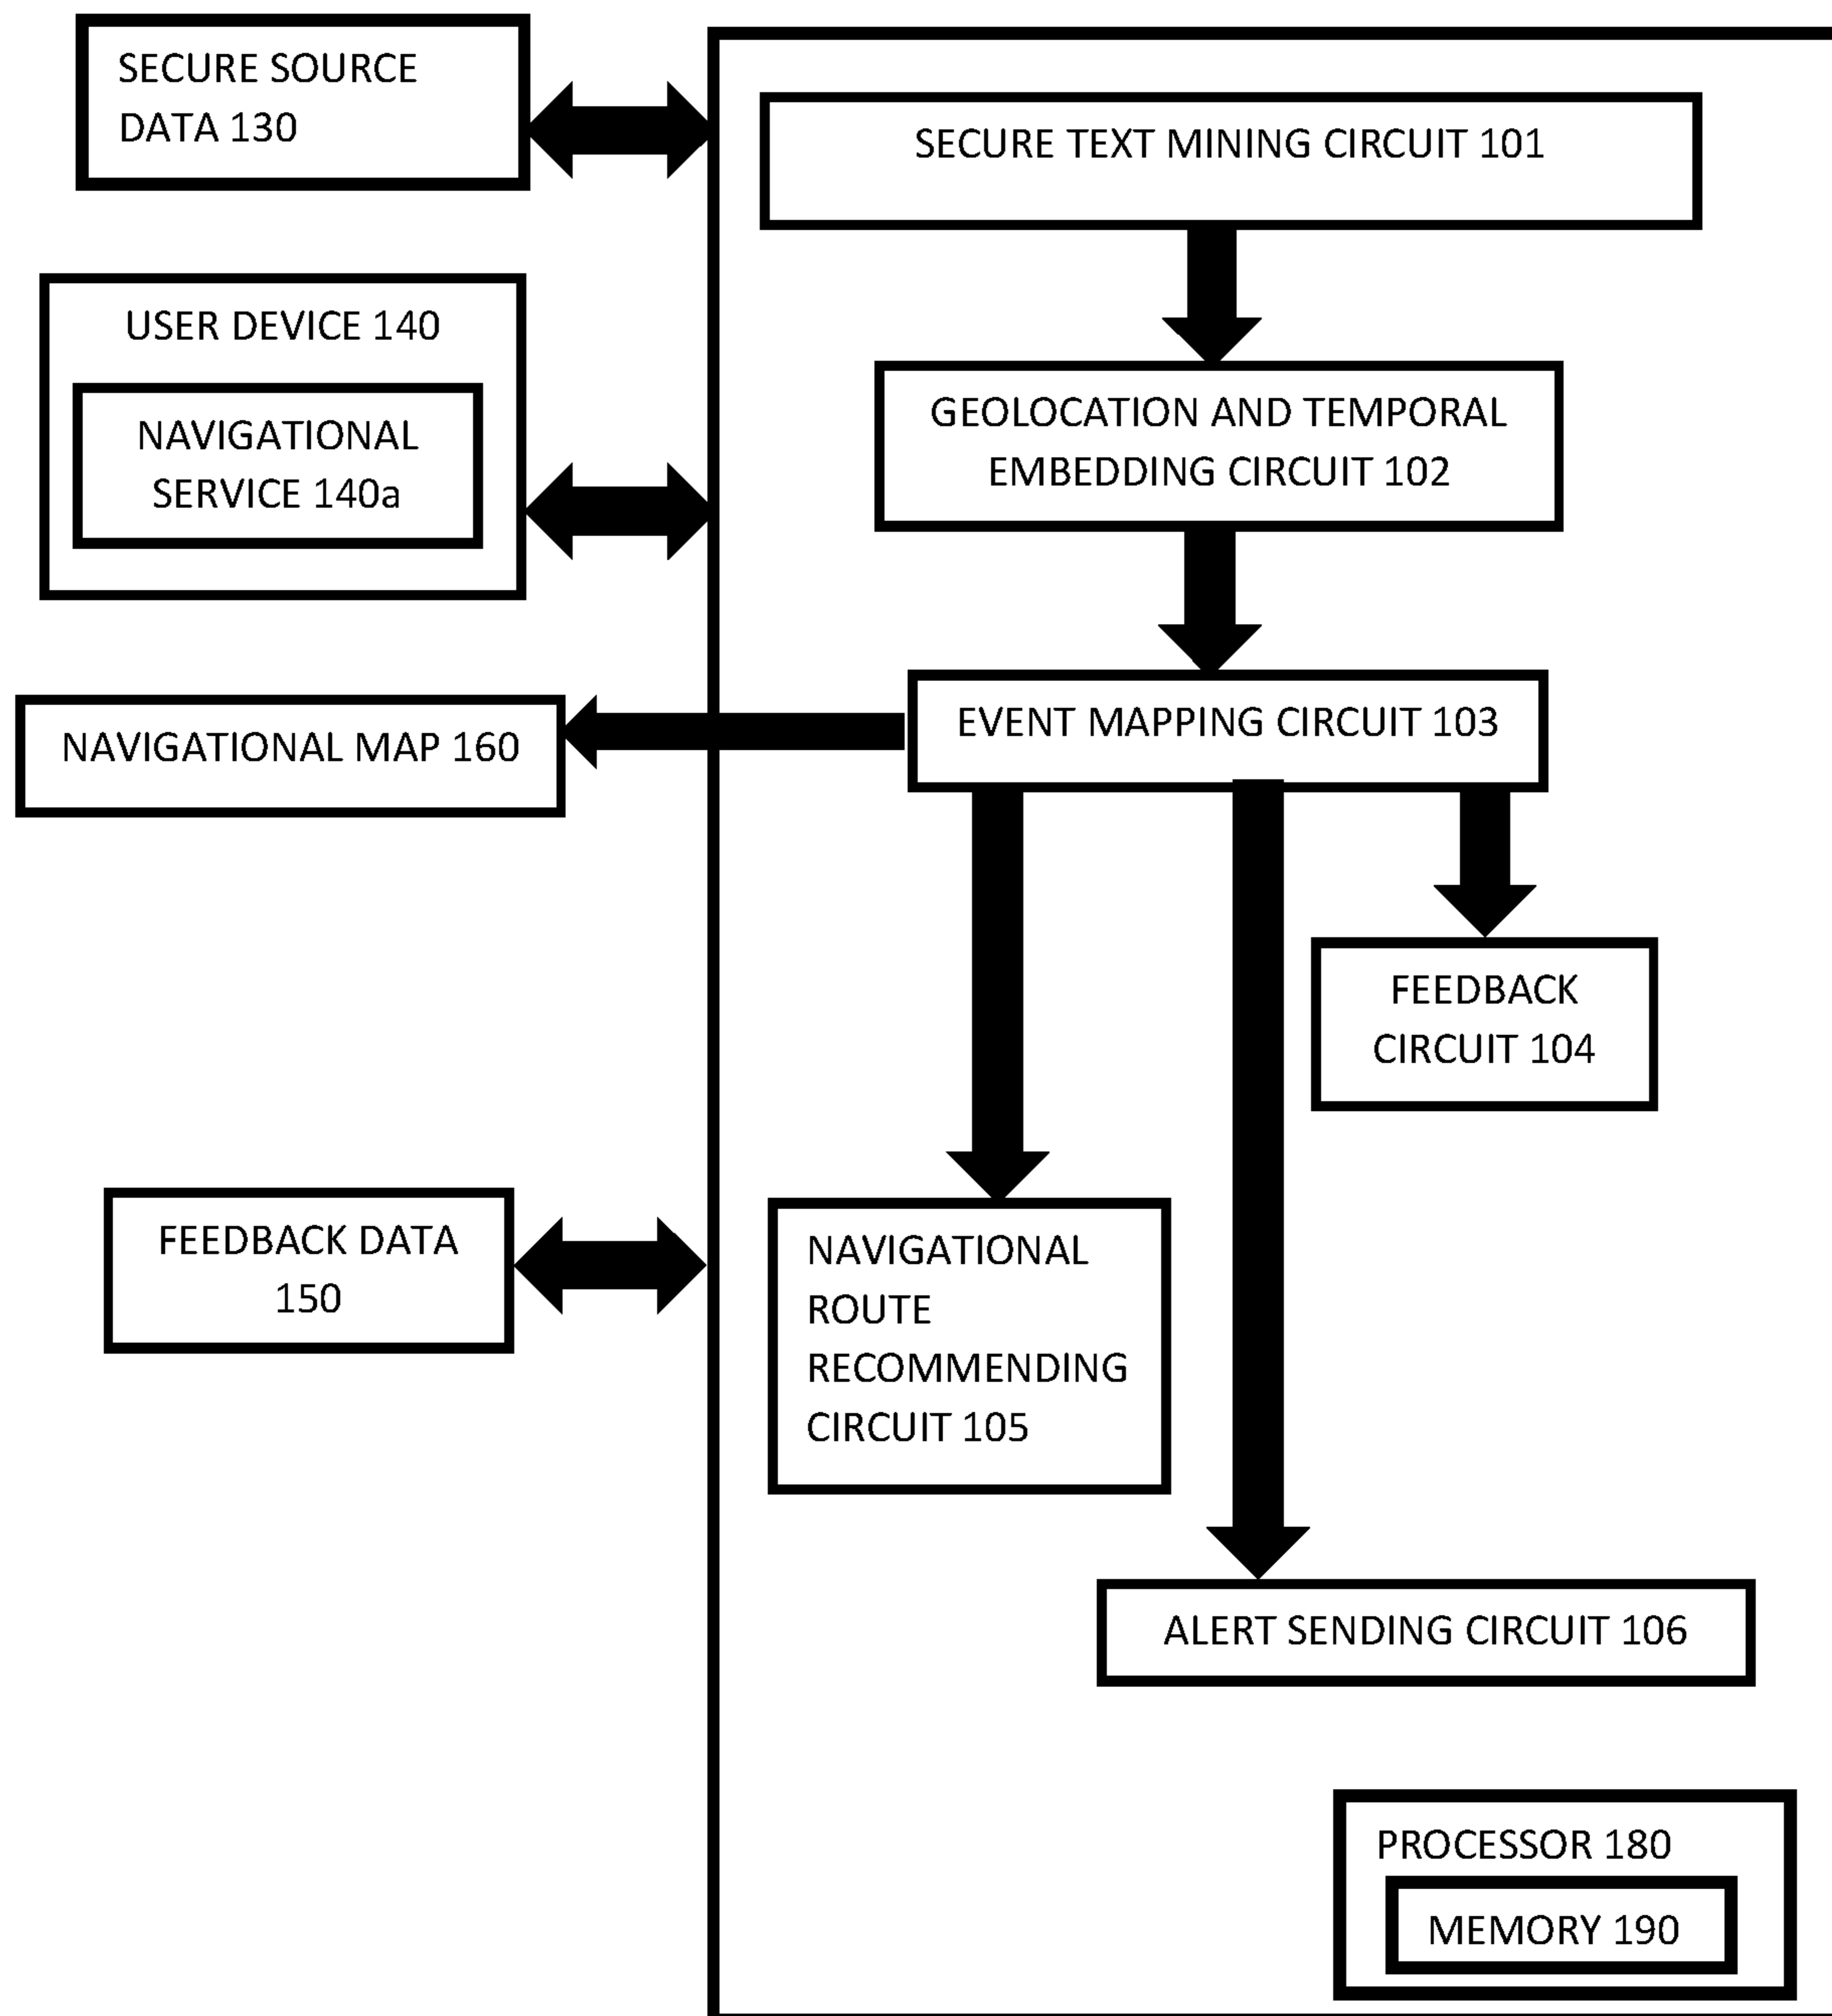 SECURE SOURCE
DATA 130
SECURE TEXT MINING CIRCUIT 101
USER DEVICE 140
NAVIGATIONAL
SERVICE 140a
GEOLOCATION AND TEMPORAL
EMBEDDING CIRCUIT 102
NAVIGATIONAL MAP 160
EVENT MAPPING CIRCUIT 103
FEEDBACK
CIRCUIT 104
FEEDBACK DATA
150
NAVIGATIONAL
ROUTE
RECOMMENDING
CIRCUIT 105
ALERT SENDING CIRCUIT 106
PROCESSOR 180
MEMORY 190